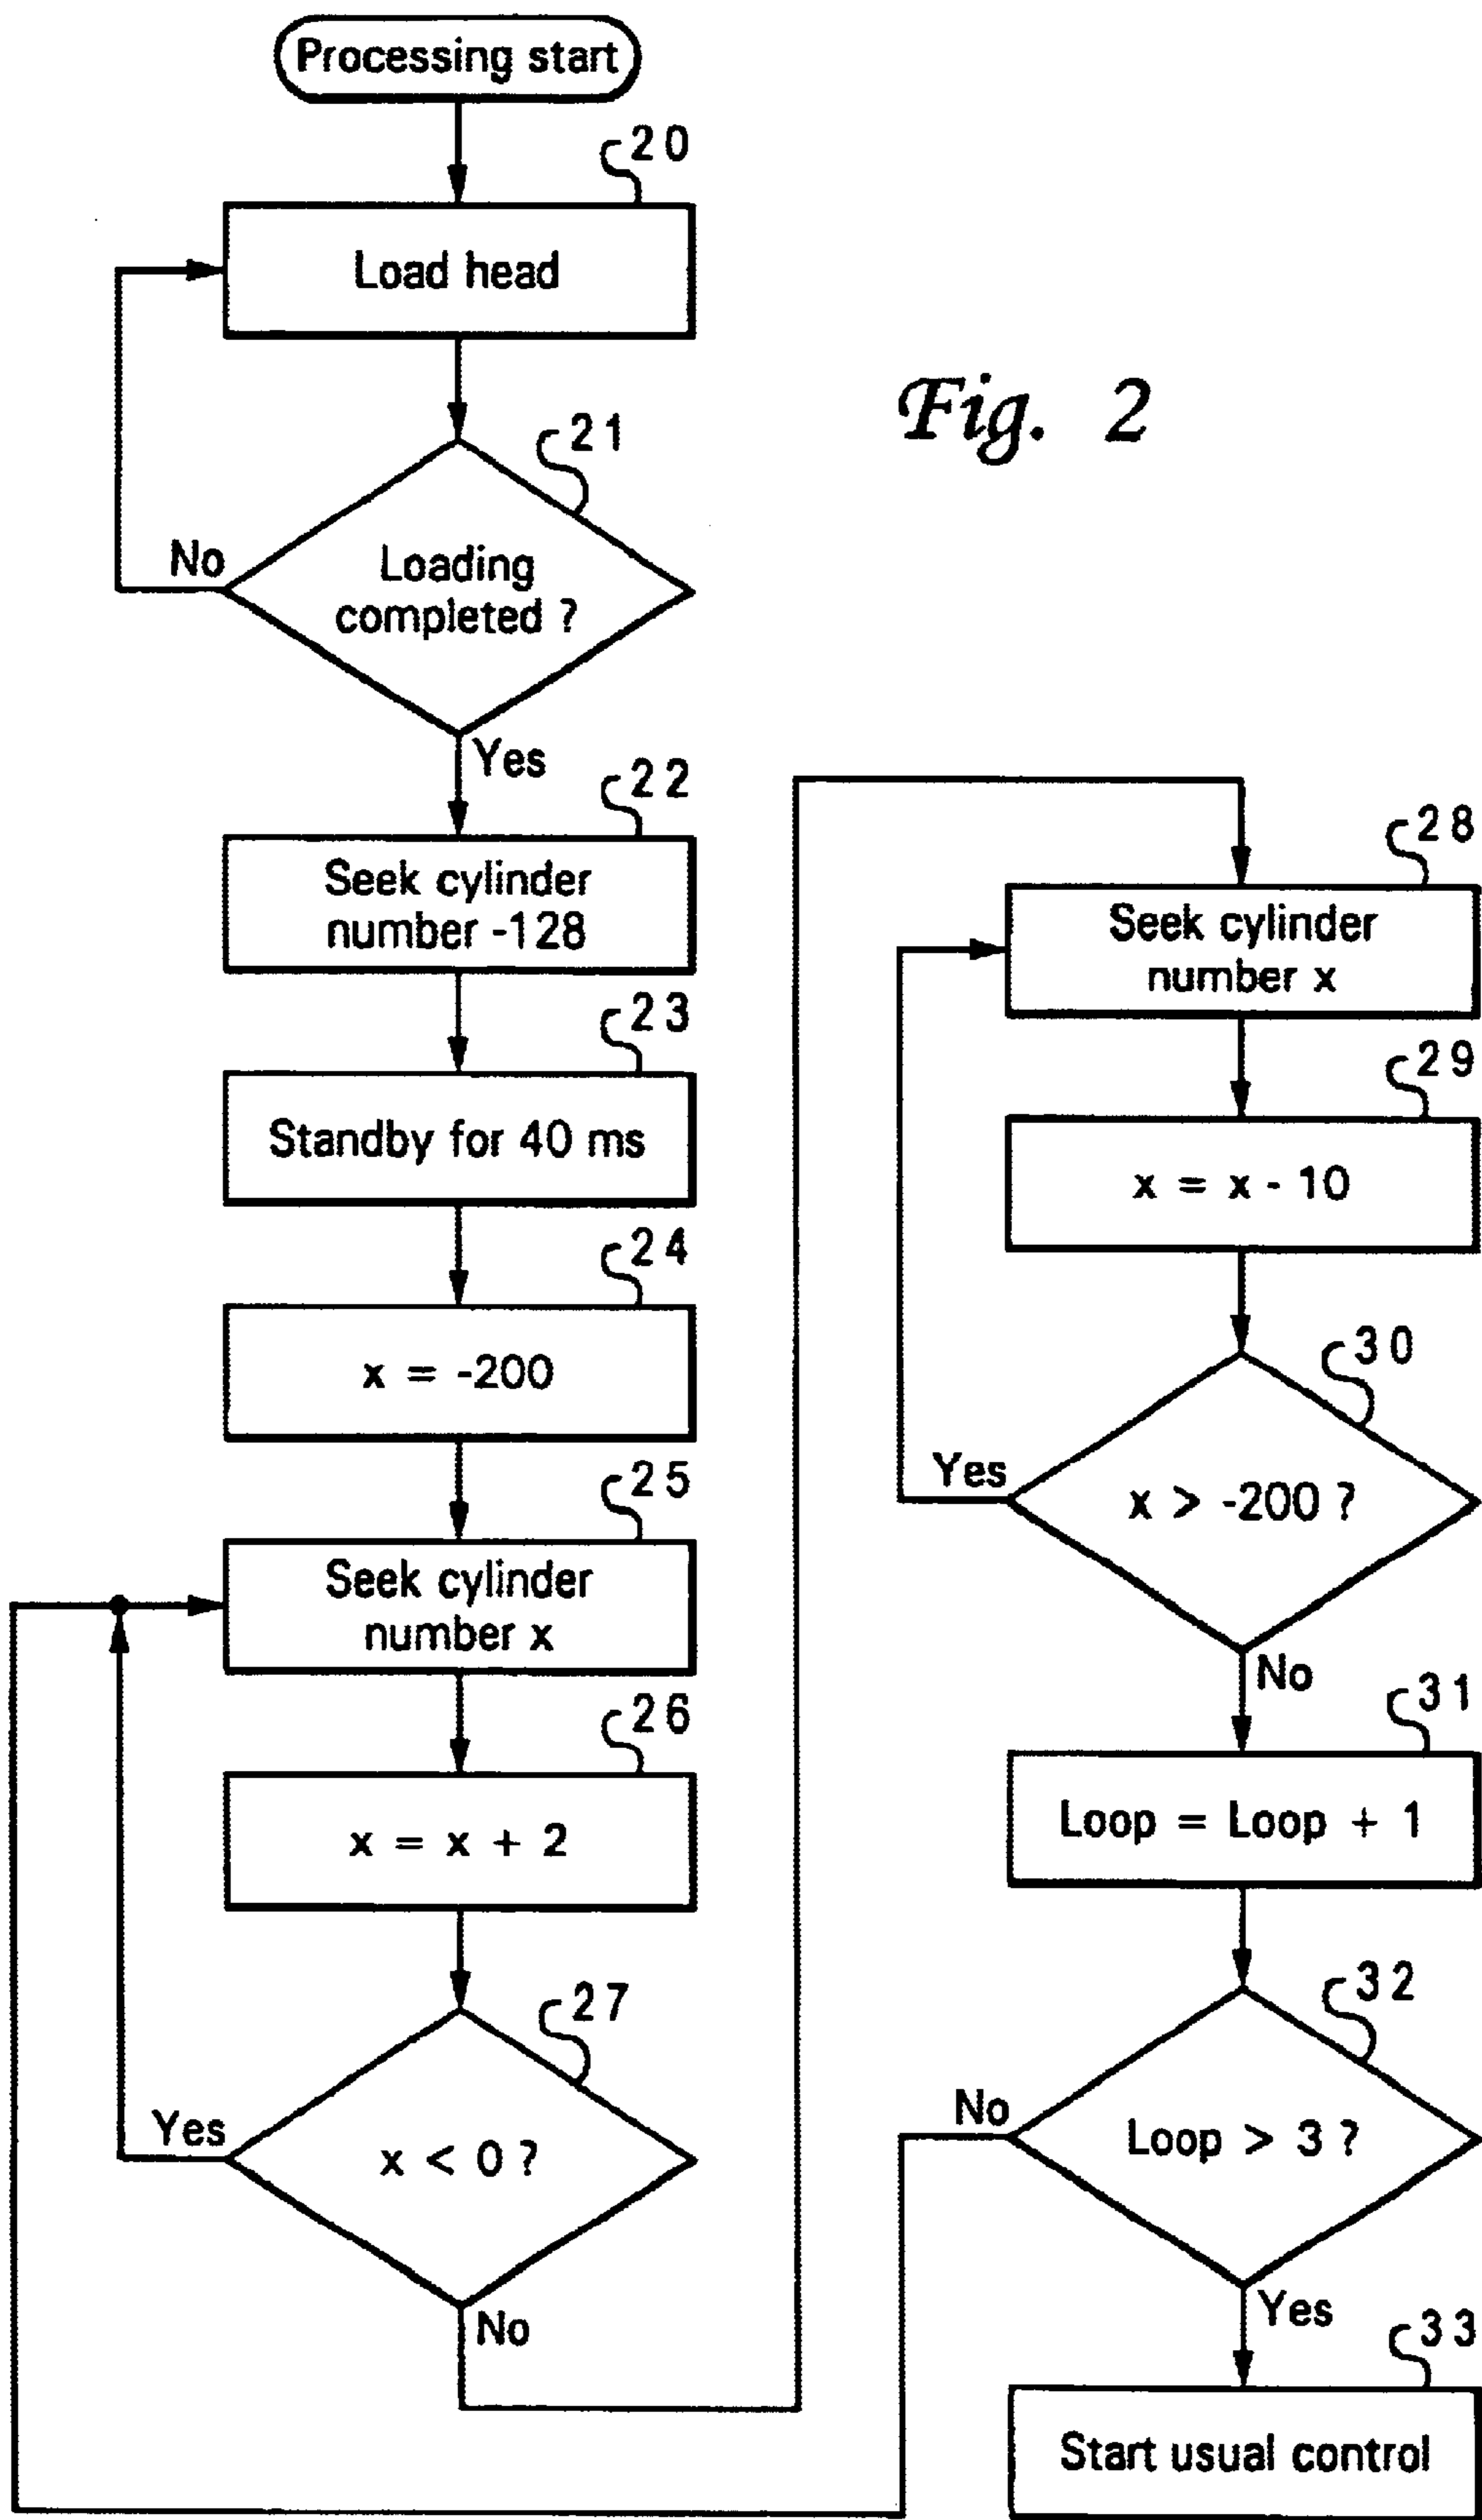 Processing start
20
Load head
Fig. 2
21
No
Loading
completed ?
Yes
22
Seek cylinder
number -128
23
Standby for 40 ms
24
x = -200
25
Seek cylinder
number x
26
x = x + 2
27
Yes
x < 0 ?
No
28
Seek cylinder
number x
29
x = x - 10
30
Yes
x > -200 ?
No
31
Loop = Loop + 1
32
No
Loop > 3 ?
Yes
33
Start usual control